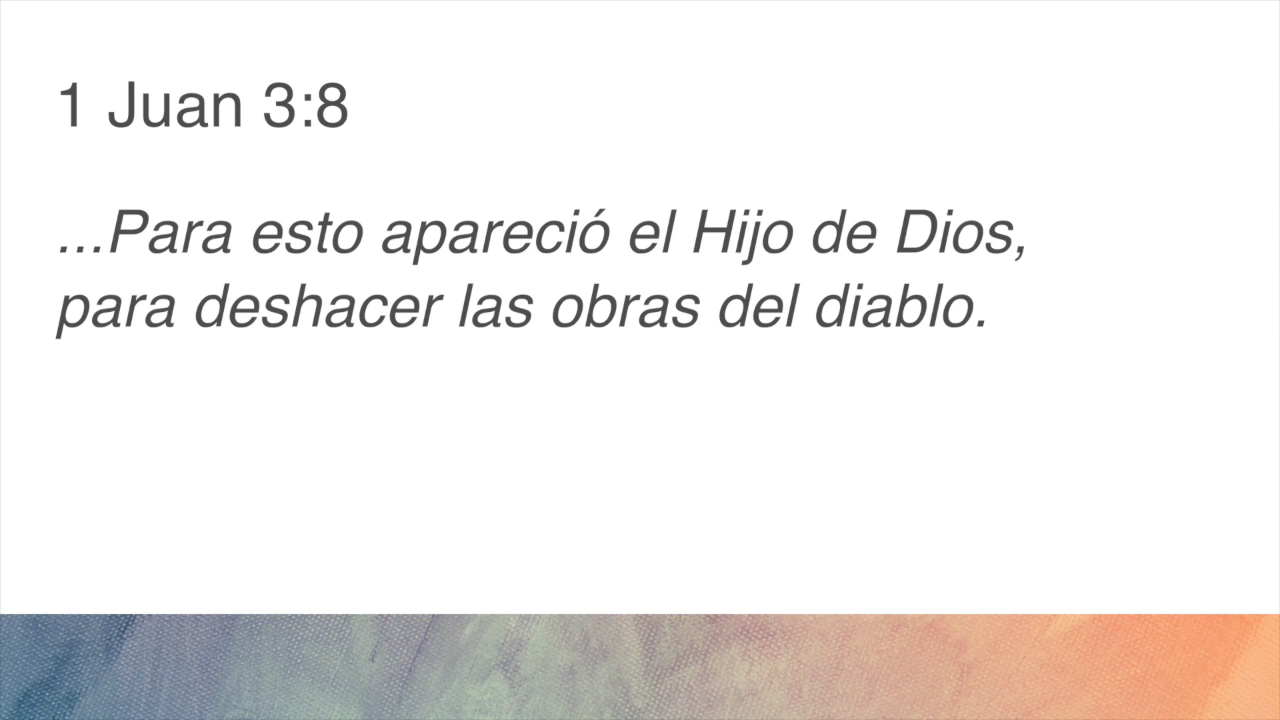 1 Juan 3:8
...Para esto apareció el Hijo de Dios,
para deshacer las obras del diablo.